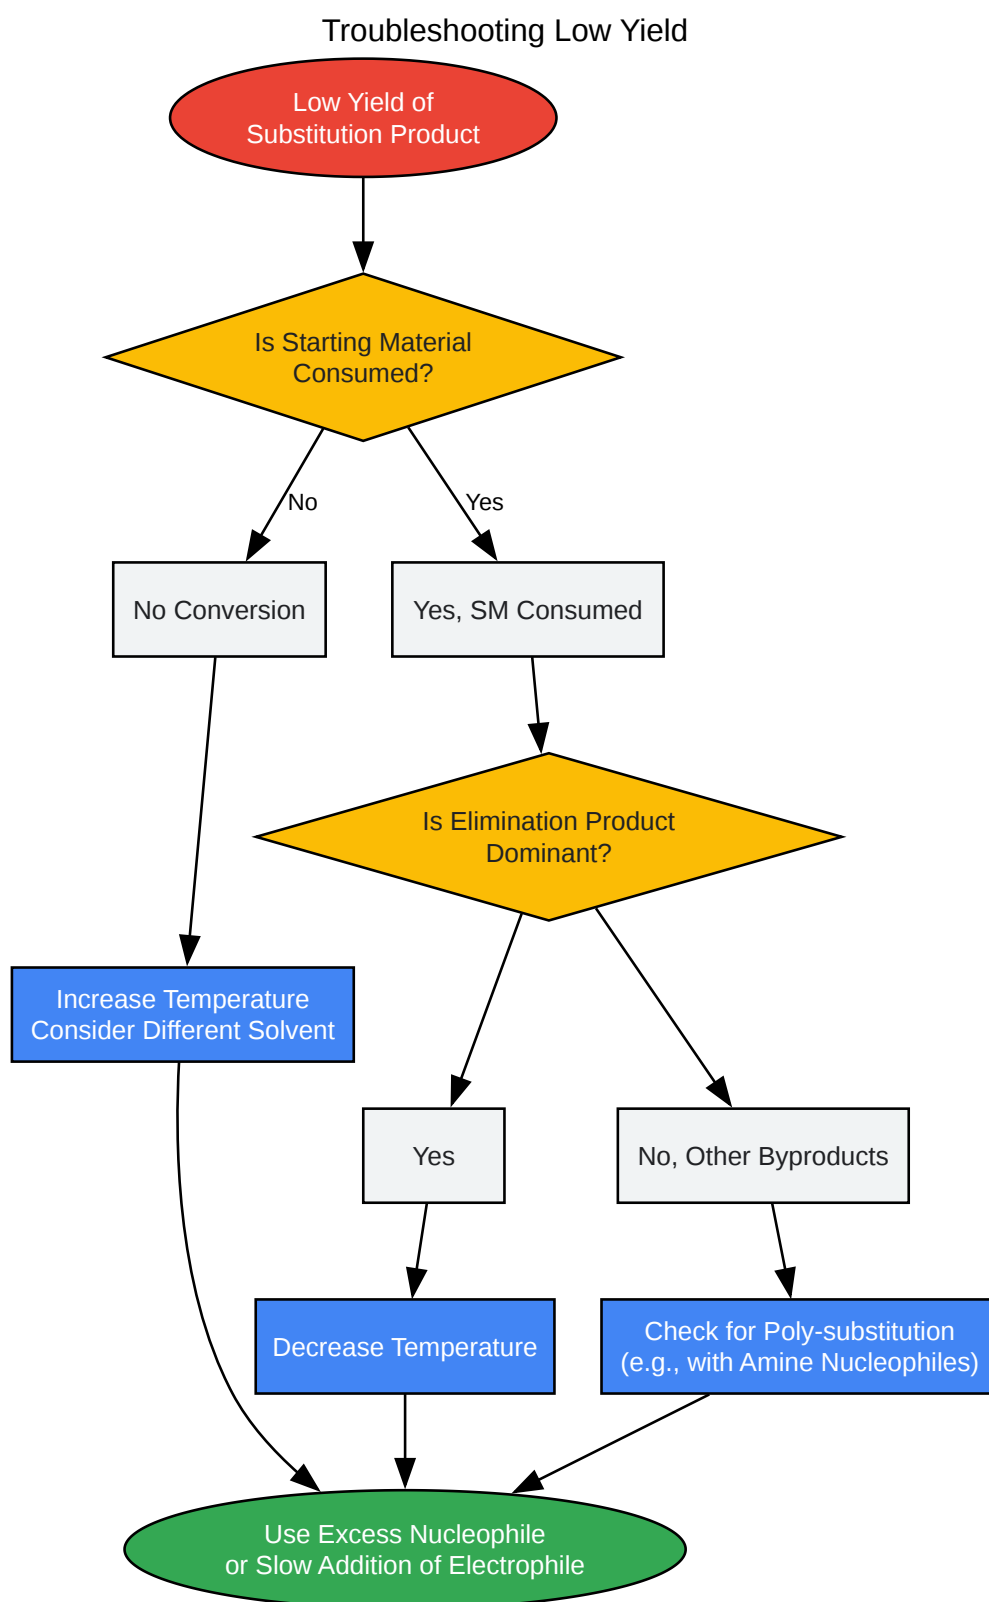 Troubleshooting Low Yield
Low Yield of
Substitution Product
Is Starting Material
Consumed?
No
Yes
No Conversion
Yes, SM Consumed
Is Elimination Product
Dominant?
Increase Temperature
Consider Different Solvent
Yes
No, Other Byproducts
Decrease Temperature
Check for Poly-substitution
(e.g., with Amine Nucleophiles)
Use Excess Nucleophile
or Slow Addition of Electrophile